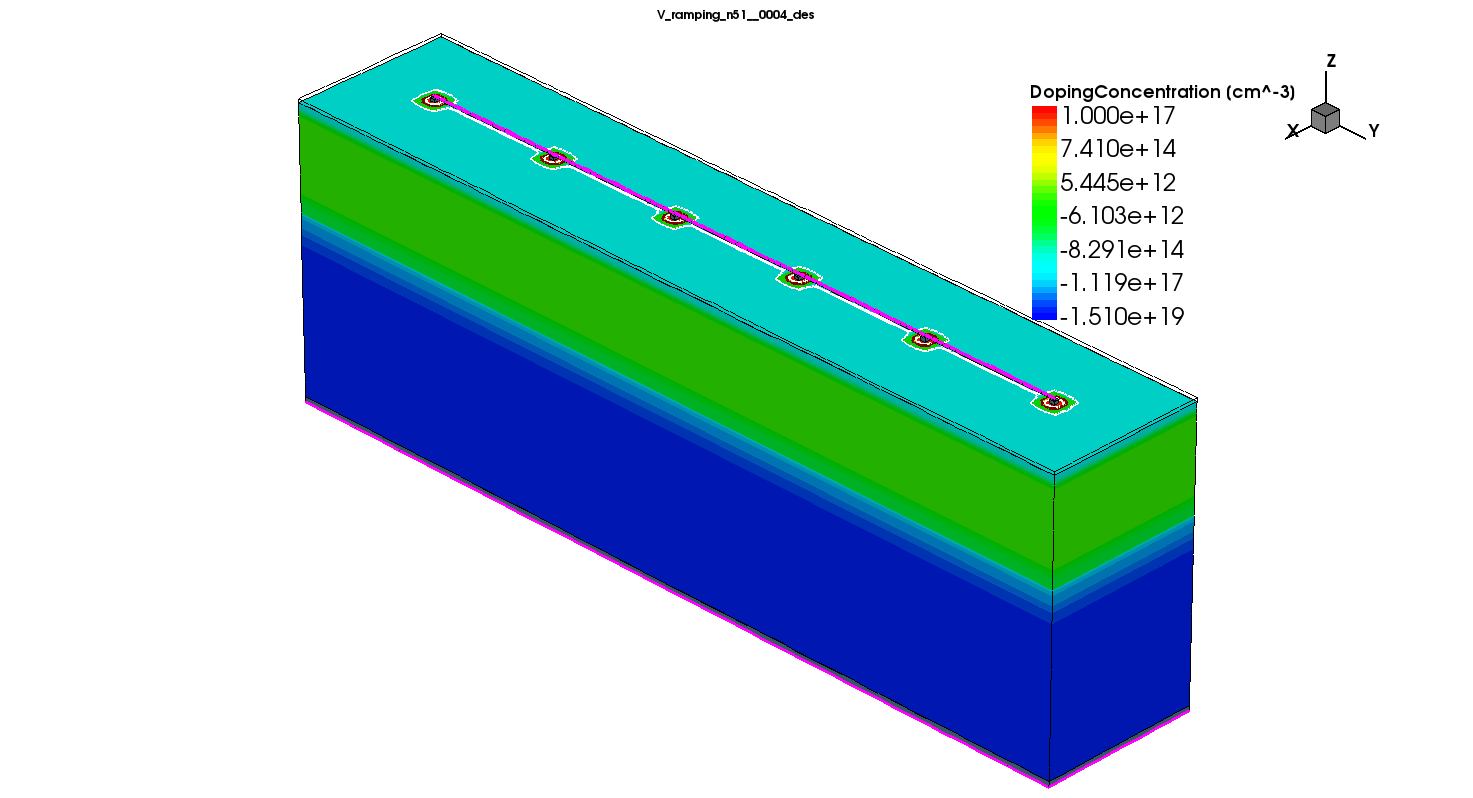 V_ramping_n51__0004_des
Z
X
Y
DopingConcentration (cm^-3)
1.000e+17
7.410e+14
5.445e+12
-6.103e+12
-8.291e+14
-1.119e+17
-1.510e+19